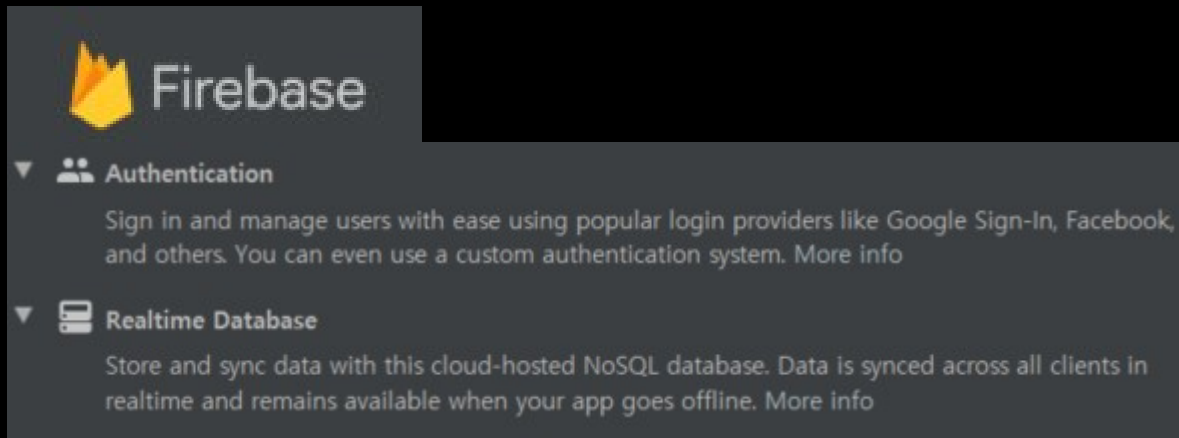 Firebase
Authentication
Sign in and manage users with ease using popular login providers like Google Sign-In, Facebook,
and others. You can even use a custom authentication system. More info
Realtime Database
Store and sync data with this cloud-hosted NoSQL database. Data is synced across all clients in
realtime and remains available when your app goes offline. More info